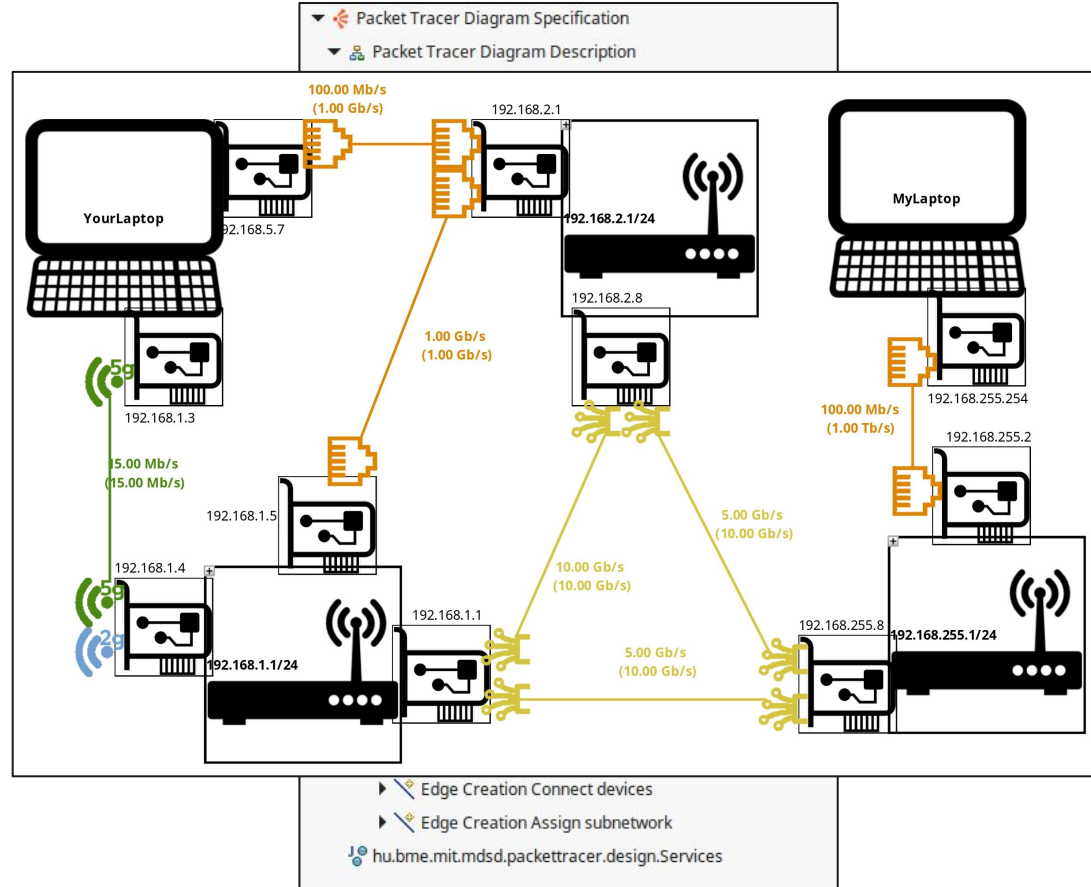 Packet Tracer Diagram Specification
Packet Tracer Diagram Description
100.00 Mb/s
(1.00 Gb/s)
192.168.2.1
YourLaptop
192.168.5.7
192.168.2.1/24
MyLaptop
192.168.2.8
192.168.255.254
1.00 Gb/s
(1.00 Gb/s)
5g
192.168.1.3
100.00 Mb/s
(1.00 Tb/s)
192.168.255.2
15.00 Mb/s
(15.00 Mb/s)
192.168.1.5
5.00 Gb/s
(10.00 Gb/s)
10.00 Gb/s
(10.00 Gb/s)
192.168.1.4
5g
2g
192.168.1.1/24
192.168.1.1
5.00 Gb/s
(10.00 Gb/s)
192.168.255.8
192.168.255.1/24
Edge Creation Connect devices
Edge Creation Assign subnetwork
hu.bme.mit.mdsd.packettracer.design.Services